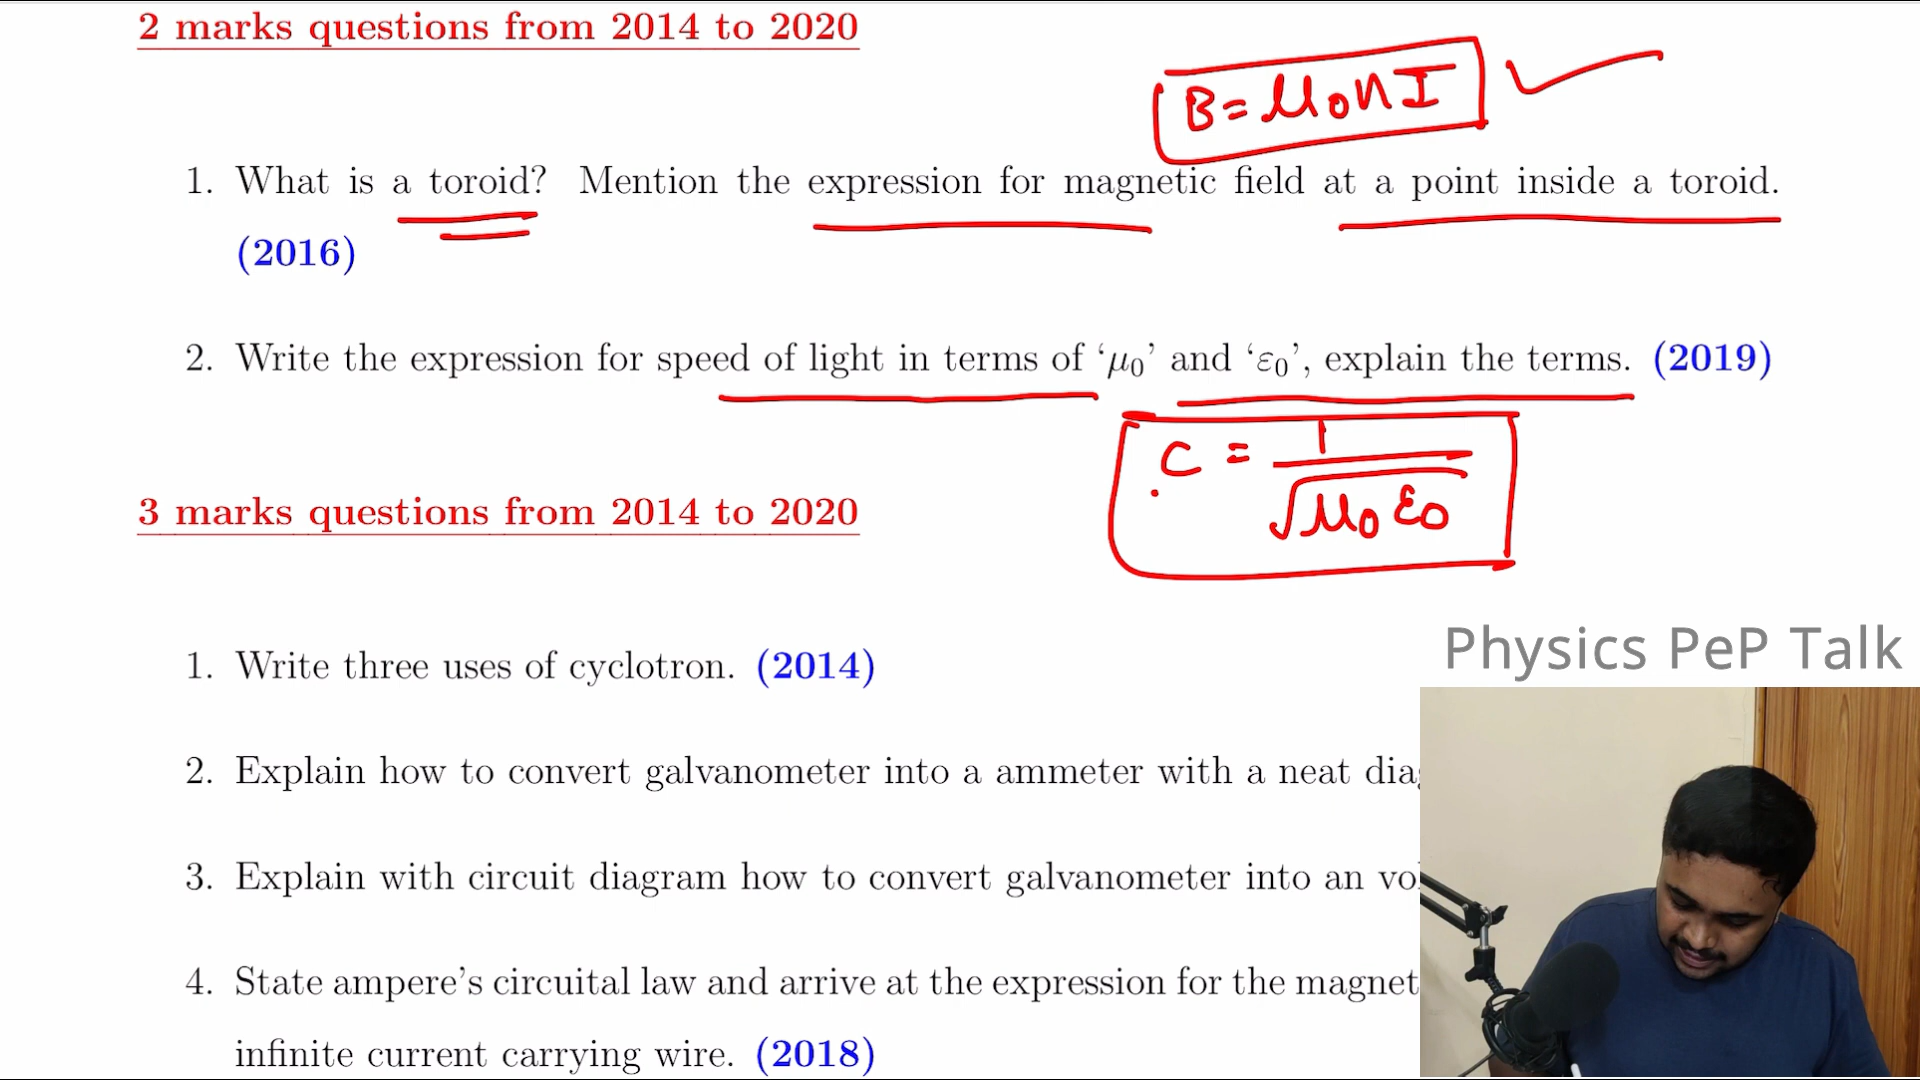 2 marks questions from 2014 to 2020
B = μ0nI
1. What is a toroid? Mention the expression for magnetic field at a point inside a toroid.
(2016)
2. Write the expression for speed of light in terms of ‘μ₀’ and ‘ε₀’, explain the terms. (2019)
C = 1/√μ0ε0
3 marks questions from 2014 to 2020
Physics PeP Talk
1. Write three uses of cyclotron. (2014)
2. Explain how to convert galvanometer into a ammeter with a neat
3. Explain with circuit diagram how to convert galvanometer into an
4. State ampere’s circuital law and arrive at the expression for the
infinite current carrying wire. (2018)